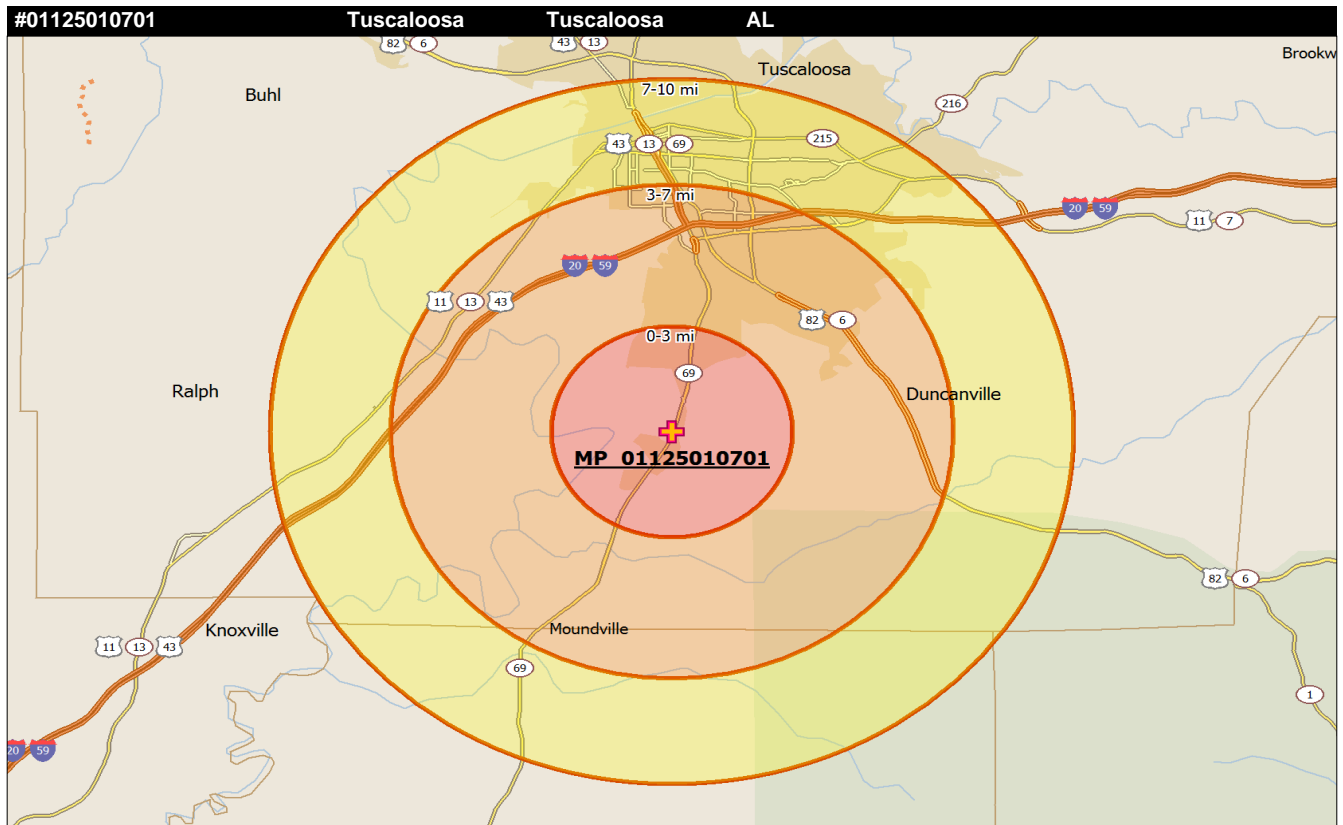 #01125010701 Tuscaloosa Tuscaloosa AL
82 6
43 13
Brookw
Tuscaloosa
7-10 mi
Buhl
216
43 13 69
215
3-7 mi
20 59
11 7
20 59
11 13 43
82 6
0-3 mi
69
Ralph
Duncanville
MP 01125010701
82 6
Knoxville
Moundville
11 13 43
69
1
20 59